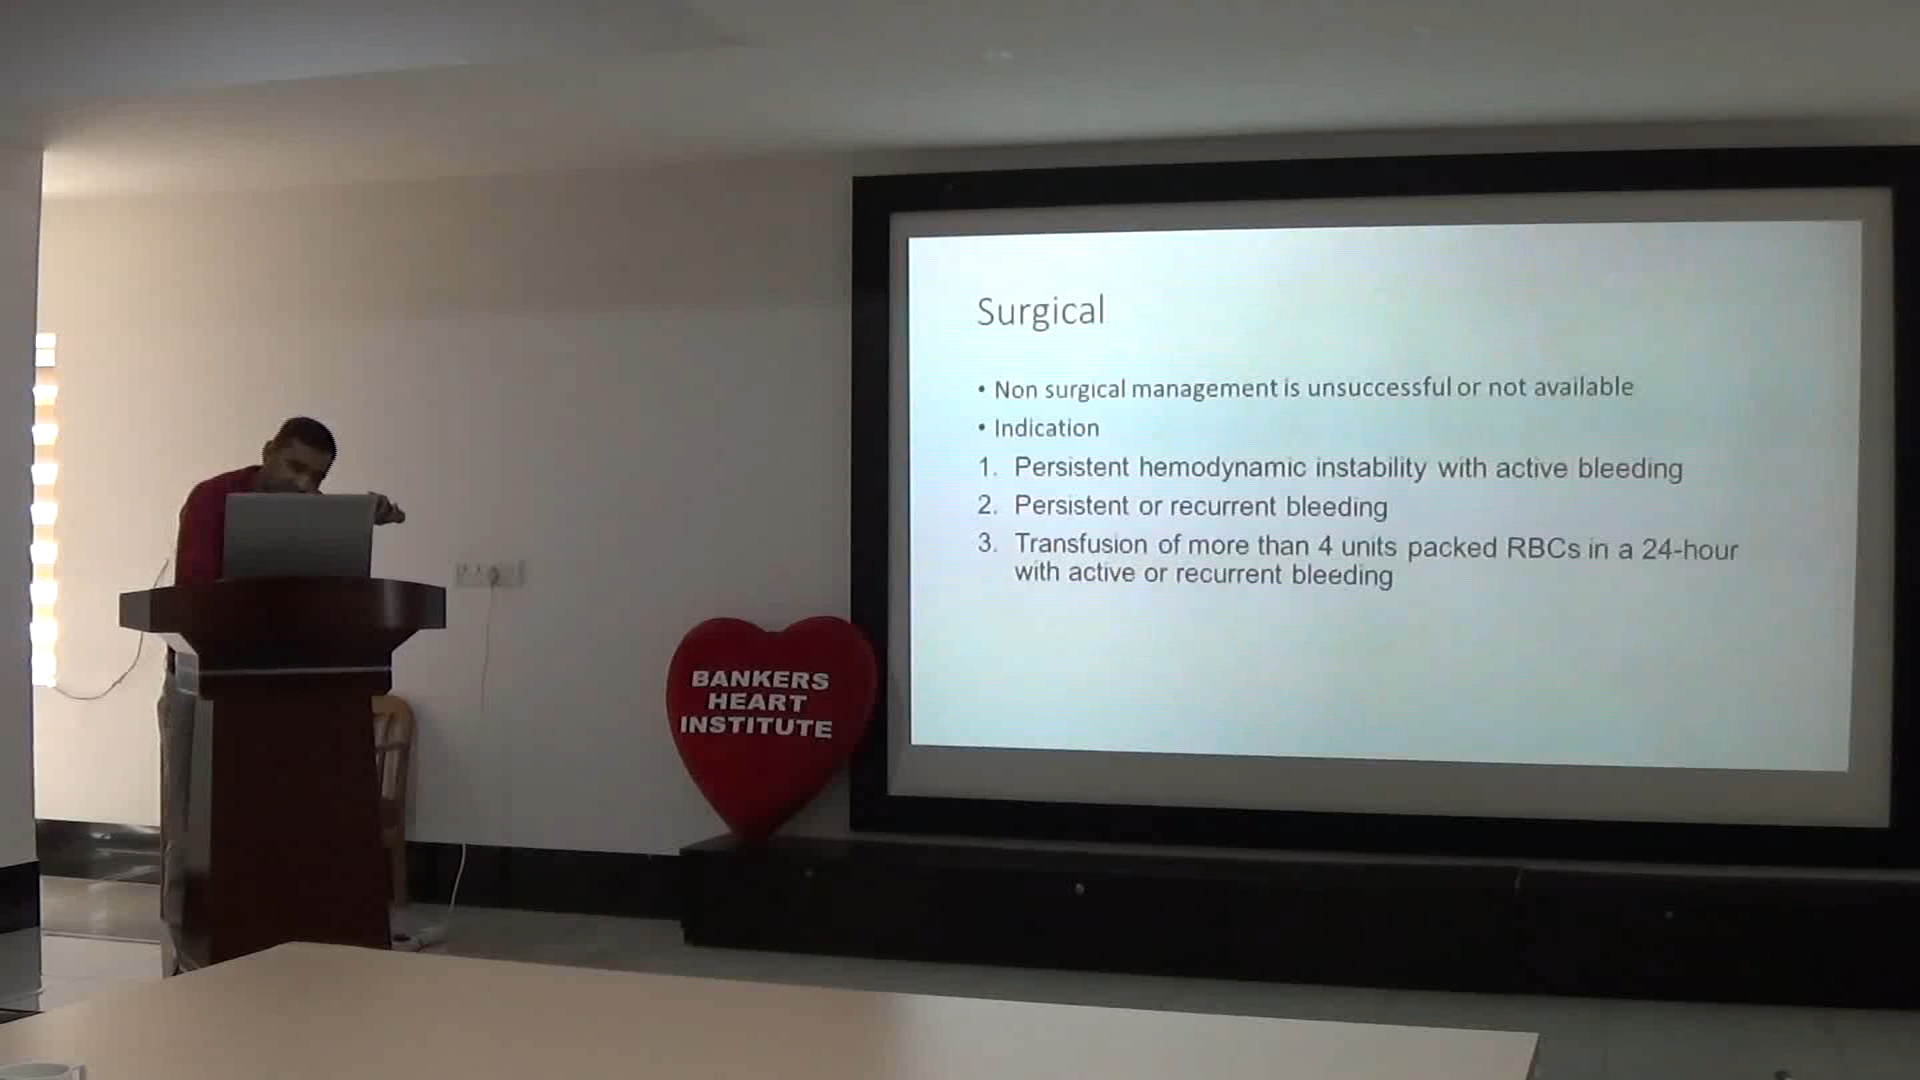 Surgical
• Non surgical management is unsuccessful or not available
• Indication
1. Persistent hemodynamic instability with active bleeding
2. Persistent or recurrent bleeding
3. Transfusion of more than 4 units packed RBCs in a 24-hour
with active or recurrent bleeding
BANKERS
HEART
INSTITUTE